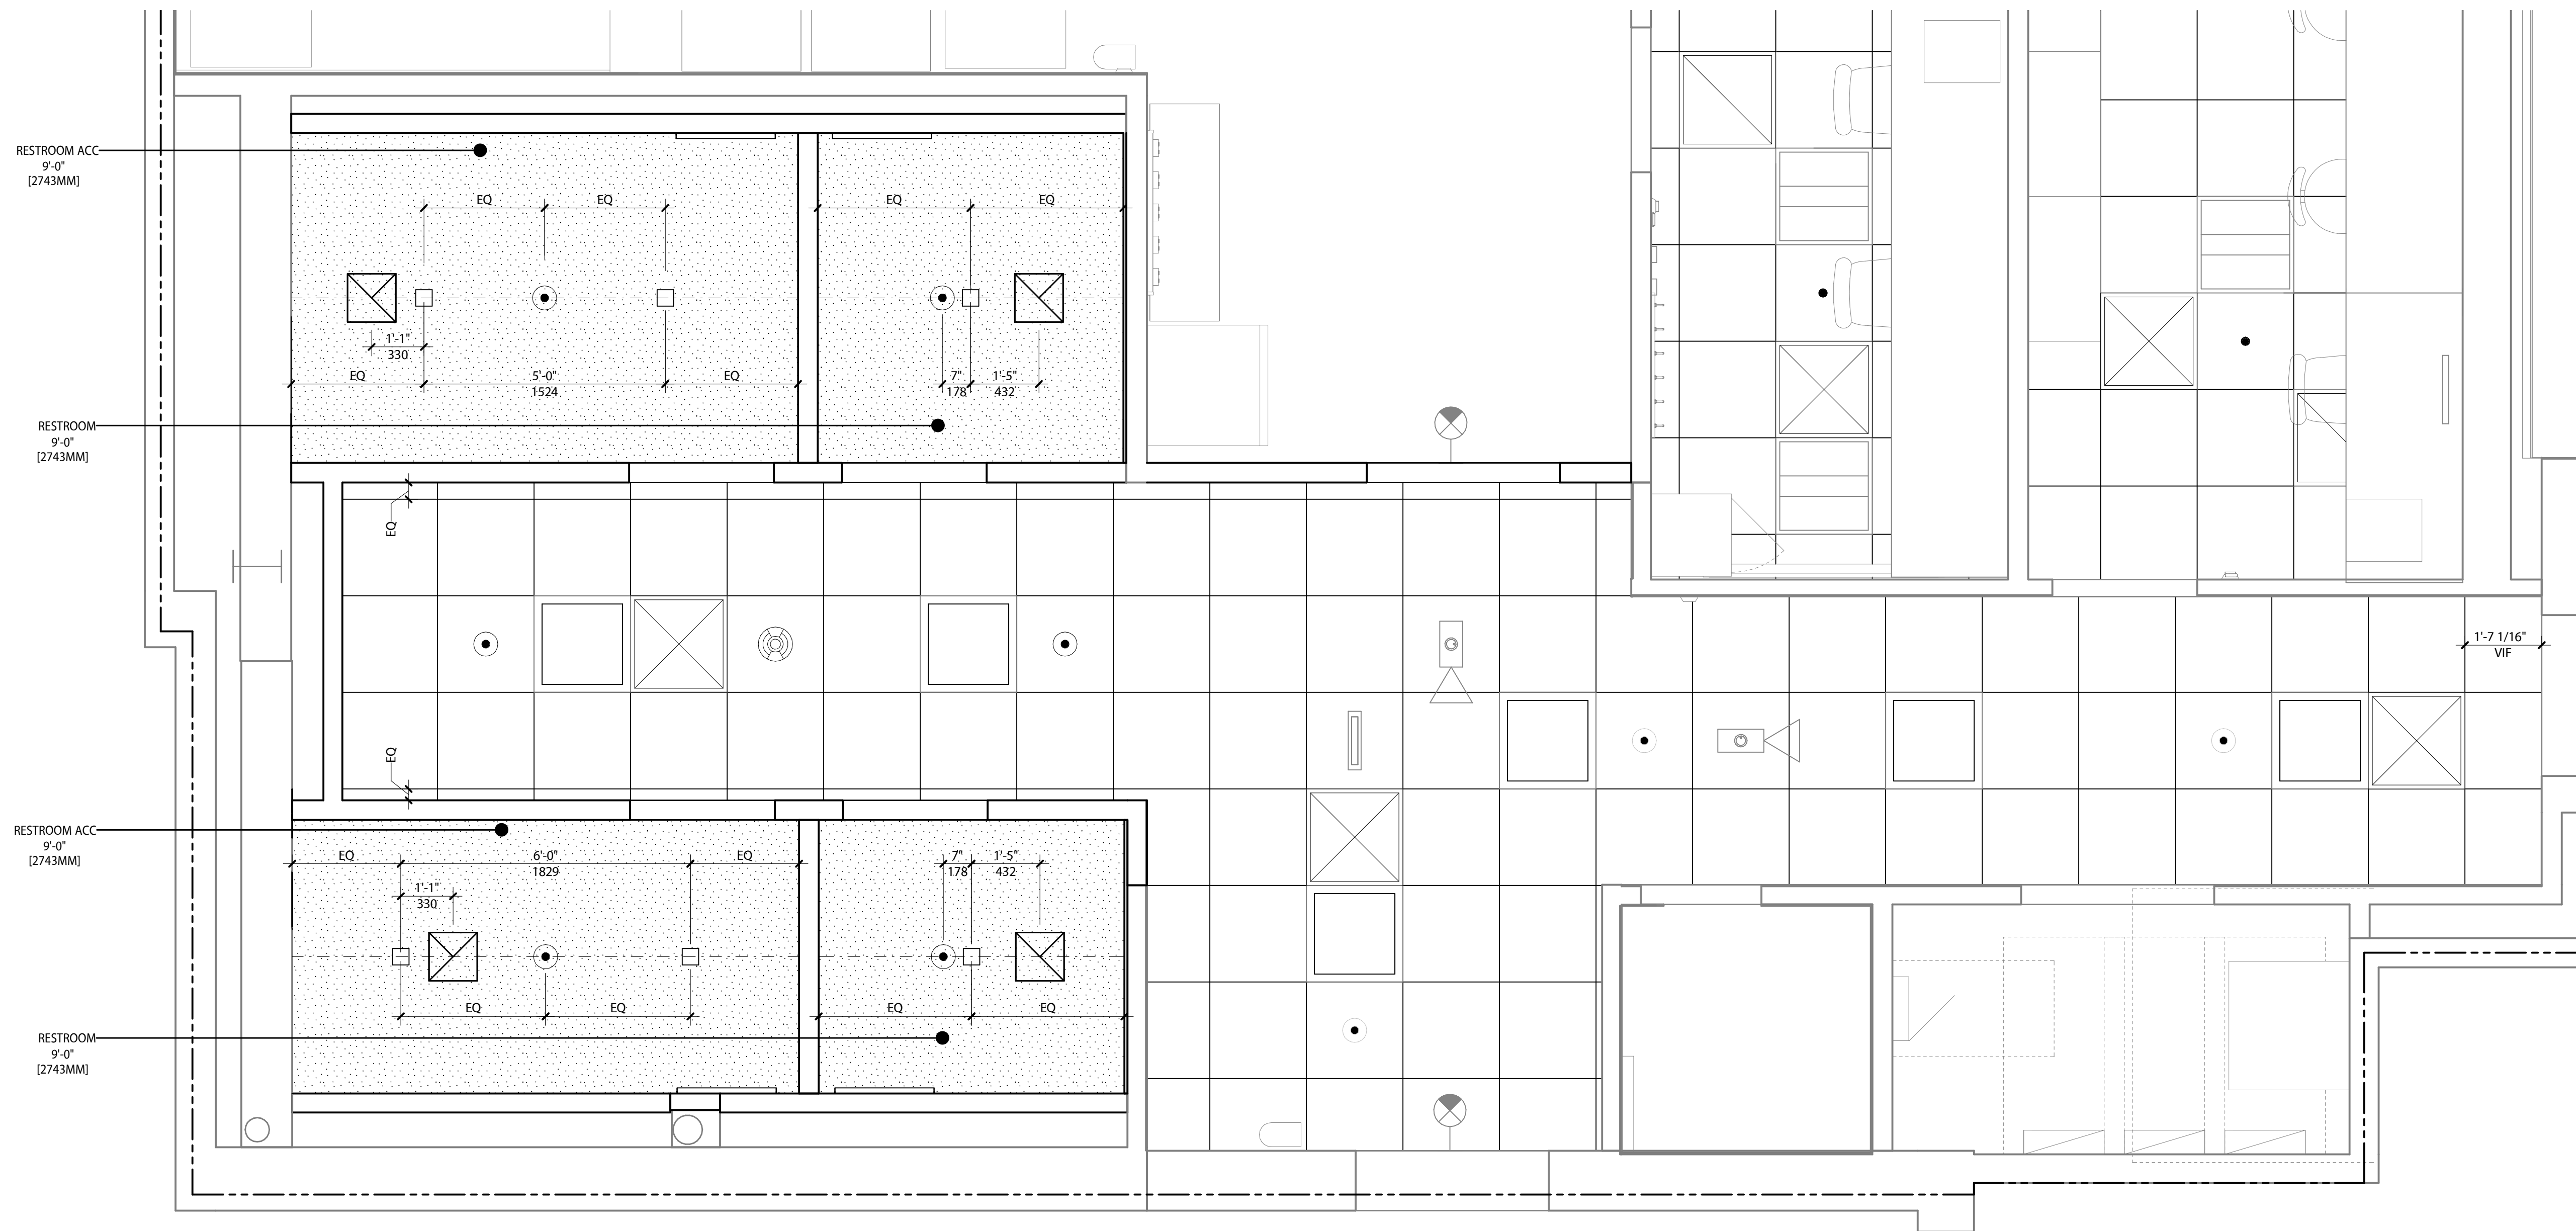 RESTROOM ACC
9'-0"
[2743MM]
EQ
EQ
EQ
EQ
1'-1"
330
EQ
5'-0"
1524
EQ
7"
178
1'-5"
432
RESTROOM
9'-0"
[2743MM]
EQ
EQ
1'-7 1/16"
VIF
RESTROOM ACC
9'-0"
[2743MM]
EQ
6'-0"
1829
EQ
7"
178
1'-5"
432
1'-1"
330
EQ
EQ
EQ
EQ
RESTROOM
9'-0"
[2743MM]